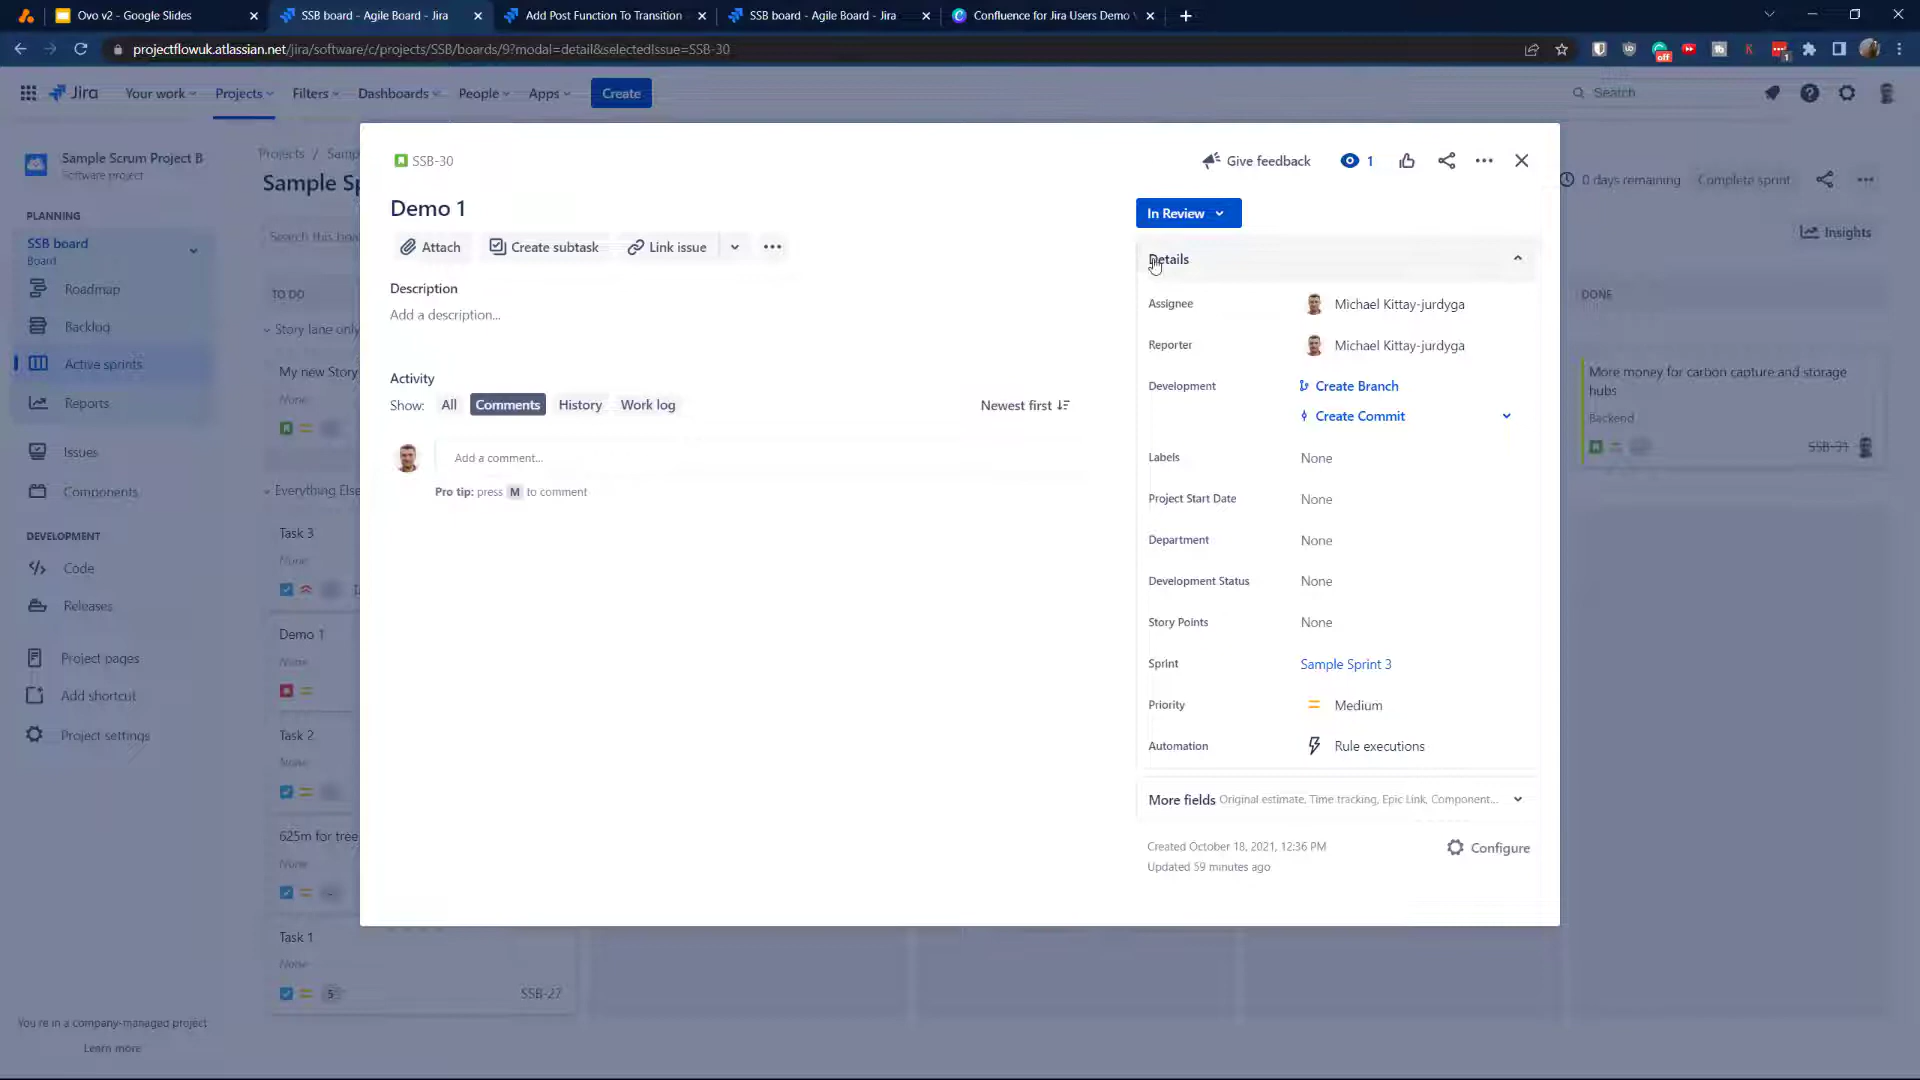 Ovo v2 - Google Slides
SSB board - Agile Board - Jira
Add Post Function To Transition
SSB board - Agile Board - Jira
Confluence for Jira Users Demo
projectflowuk.atlassian.net/jira/software/c/projects/SSB/boards/9?modal=detail&selectedIssue=SSB-30
off
1
Jira
Your work
Projects
Filters
Dashboards
People
Apps
Create
Search
Sample Scrum Project B
Software project
PLANNING
SSB board
Board
Roadmap
Backlog
Active sprints
Reports
Issues
Components
DEVELOPMENT
Code
Releases
Project pages
Add shortcut
Project settings
You're in a company-managed project
Learn more
Projects / Samp
Sample Sp
Search this boa
TO DO
Story lane only
My new Story
None
Everything Else
Task 3
None
Demo 1
None
Task 2
None
625m for tree
None
Task 1
None
5
SSB-27
SSB-30
Give feedback
1
Demo 1
Attach
Create subtask
Link issue
Description
Add a description...
Activity
Show:
All
Comments
History
Work log
Newest first
Add a comment...
Pro tip: press M to comment
In Review
Details
Assignee
Michael Kittay-jurdyga
Reporter
Michael Kittay-jurdyga
Development
Create Branch
Create Commit
Labels
None
Project Start Date
None
Department
None
Development Status
None
Story Points
None
Sprint
Sample Sprint 3
Priority
Medium
Automation
Rule executions
More fields
Original estimate, Time tracking, Epic Link, Component...
Created October 18, 2021, 12:36 PM
Updated 59 minutes ago
Configure
0 days remaining
Complete sprint
Insights
DONE
More money for carbon capture and storage
hubs
Backend
SSB-31